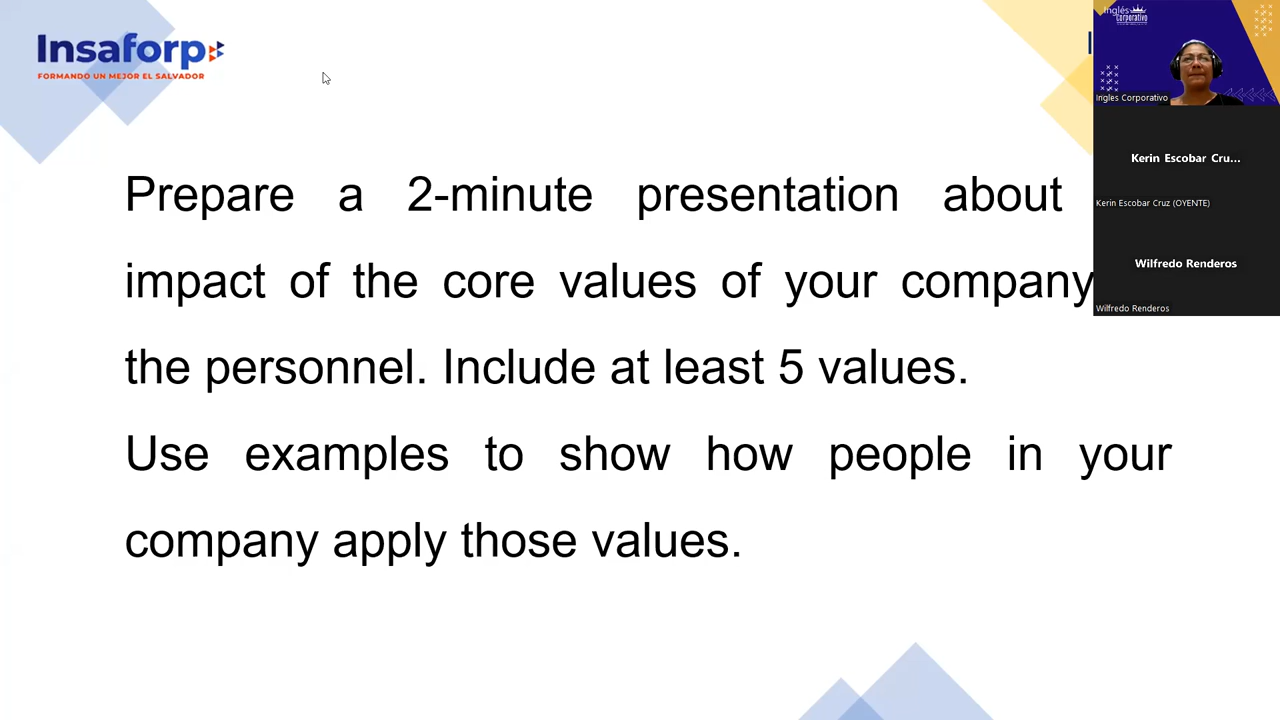 Insaforp
FORMANDO UN MEJOR EL SALVADOR
Prepare a 2-minute presentation about
impact of the core values of your company
the personnel. Include at least 5 values.
Use examples to show how people in your
company apply those values.
Inglés
Corporativo
Ingles Corporativo
Kerin Escobar Cru...
Kerin Escobar Cruz (OYENTE)
Wilfredo Renderos
Wilfredo Renderos